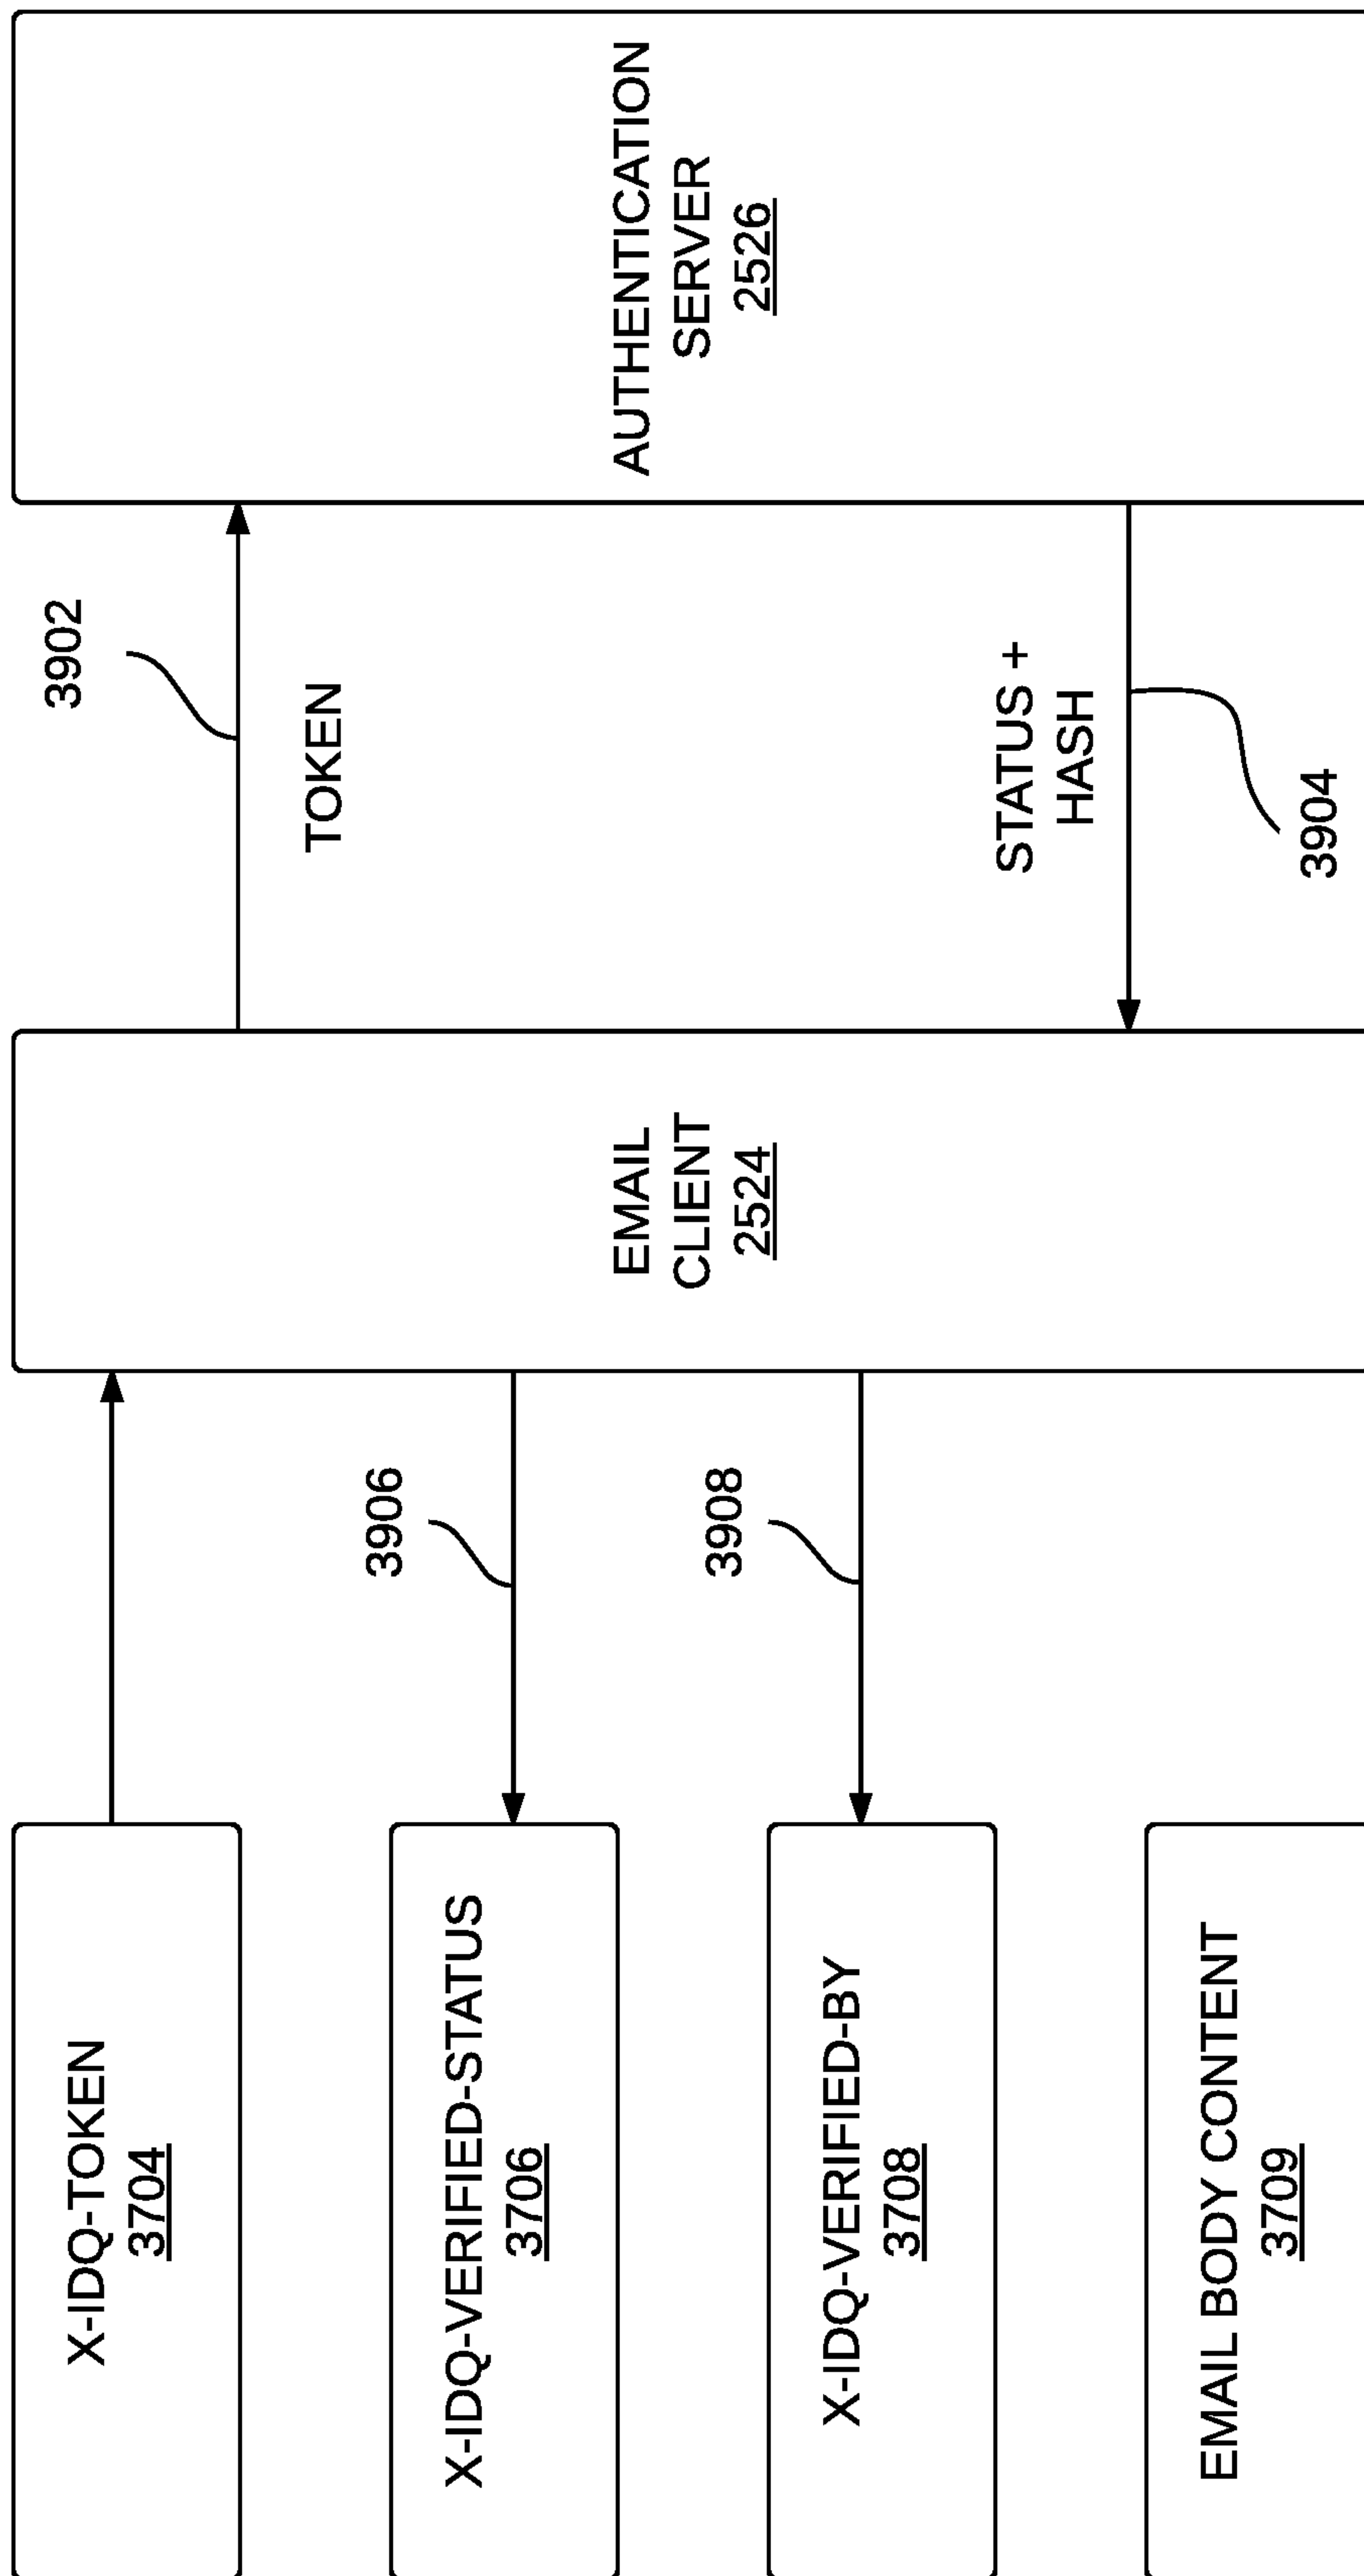 X-IDQ-TOKEN
3704
X-IDQ-VERIFIED-STATUS
3706
X-IDQ-VERIFIED-BY
3708
EMAIL BODY CONTENT
3709
3906
3908
EMAIL
CLIENT
2524
3902
TOKEN
STATUS +
HASH
3904
AUTHENTICATION
SERVER
2526